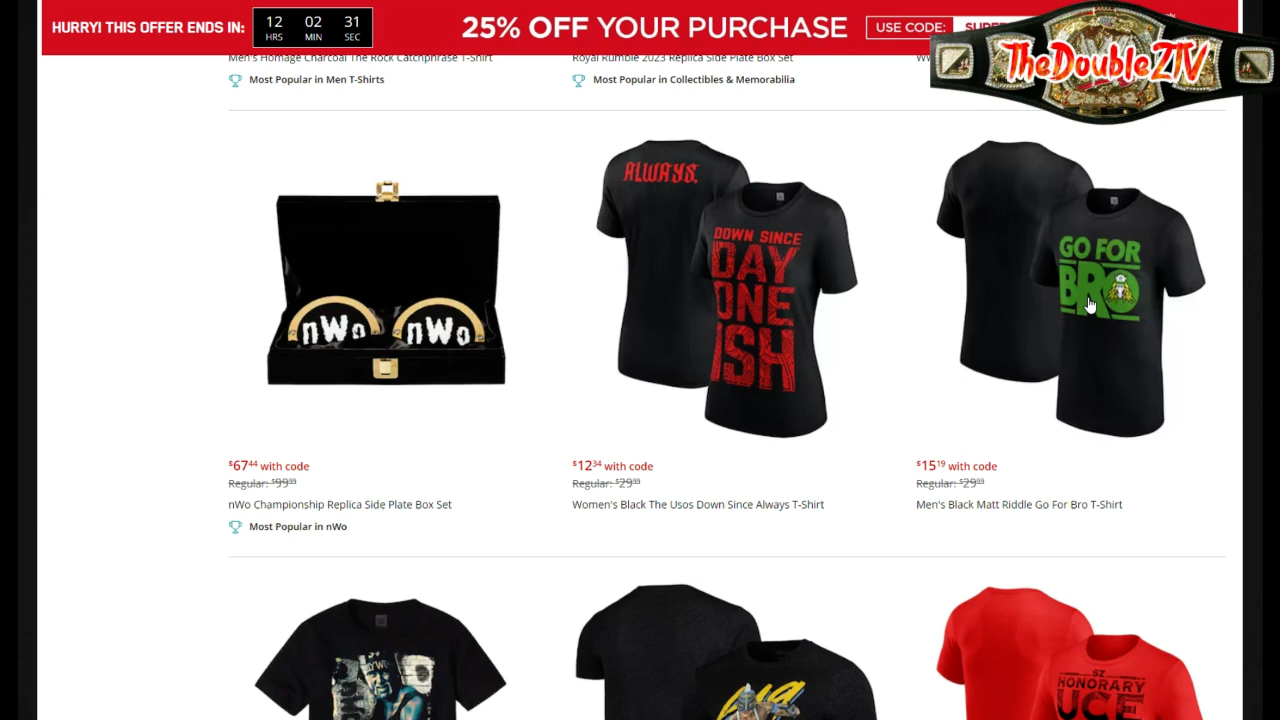 HURRY! THIS OFFER ENDS IN:
12 02 31
HRS MIN SEC
25% OFF YOUR PURCHASE
USE CODE:
TheDoubleZTV
Men's Homage Charcoal The Rock Catchphrase T-Shirt
Royal Rumble 2023 Replica Side Plate Box Set
Most Popular in Men T-Shirts
Most Popular in Collectibles & Memorabilia
nWo nWo
ALWAYS.
DOWN SINCE
DAY
ONE
ISH
GO FOR
BRO
$67.44 with code
Regular: $99.99
nWo Championship Replica Side Plate Box Set
Most Popular in nWo
$12.34 with code
Regular: $29.99
Women's Black The Usos Down Since Always T-Shirt
$15.19 with code
Regular: $29.99
Men's Black Matt Riddle Go For Bro T-Shirt
619
SZ
HONORARY
UCE